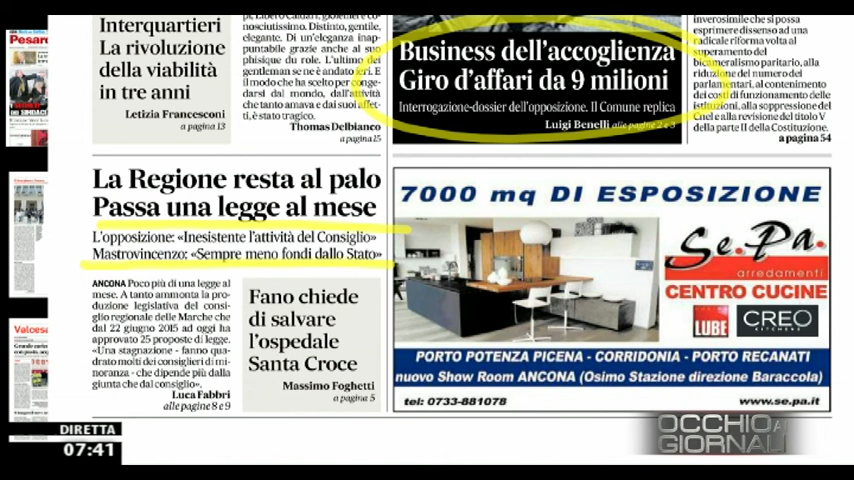 Pesaro
Valcesa
Interquartieri
La rivoluzione
della viabilità
in tre anni
Letizia Francesconi
a pagina 13
nosciutissimo. Distinto, gentile,
elegante. Di un'eleganza inap-
puntabile grazie anche al suo
phisique du role. L'ultimo dei
gentleman se ne è andato ieri. E
il modo che ha scelto per conge-
darsi dal mondo, dall'attività
che tanto amava e dai suoi affet-
ti, è stato tragico.
Thomas Delbianco
a pagina 15
Business dell'accoglienza
Giro d'affari da 9 milioni
Interrogazione-dossier dell'opposizione. Il Comune replica
Luigi Benelli alle pagine 2 e 3
inverosimile che si possa
esprimere dissenso ad una
radicale riforma volta al
superamento del
bicameralismo paritario, alla
riduzione del numero dei
parlamentari, al contenimento
dei costi di funzionamento delle
istituzioni, alla soppressione del
Cnel e alla revisione del titolo V
della parte II della Costituzione.
a pagina 54
La Regione resta al palo
Passa una legge al mese
L'opposizione: «Inesistente l'attività del Consiglio»
Mastrovincenzo: «Sempre meno fondi dallo Stato»
ANCONA Poco più di una legge al
mese. A tanto ammonta la pro-
duzione legislativa del consi-
glio regionale delle Marche che
dal 22 giugno 2015 ad oggi ha
approvato 25 proposte di legge.
«Una stagnazione - fanno qua-
drato molti dei consiglieri di mi-
noranza - che dipende più dalla
giunta che dal consiglio».
Luca Fabbri
alle pagine 8 e 9
Fano chiede
di salvare
l'ospedale
Santa Croce
Massimo Foghetti
a pagina 5
7000 mq DI ESPOSIZIONE
Se.Pa.
arredamenti
CENTRO CUCINE
LUBE
CREO
KITCHENS
PORTO POTENZA PICENA - CORRIDONIA - PORTO RECANATI
nuovo Show Room ANCONA (Osimo Stazione direzione Baraccola)
tel: 0733-881078
www.se.pa.it
DIRETTA
07:41
OCCHIO AI
GIORNALI